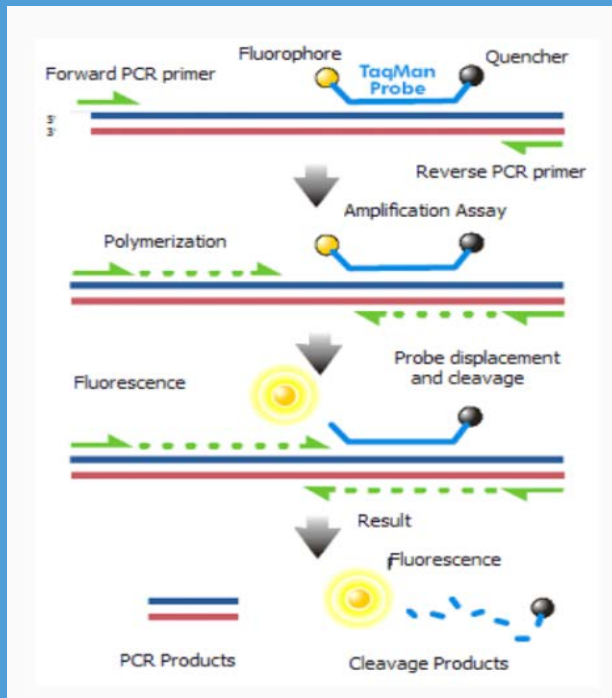 Fluorophore
Quencher
Forward PCR primer
TaqMan
Probe
5'
3'
Reverse PCR primer
Amplification Assay
Polymerization
Probe displacement
and cleavage
Fluorescence
Result
Fluorescence
PCR Products
Cleavage Products